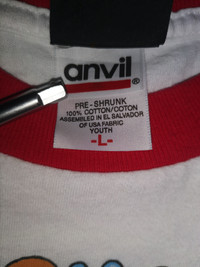 anvil
PRE-SHRUNK
100% COTTON/COTON
ASSEMBLED IN EL SALVADOR
OF USA FABRIC
YOUTH
-L-